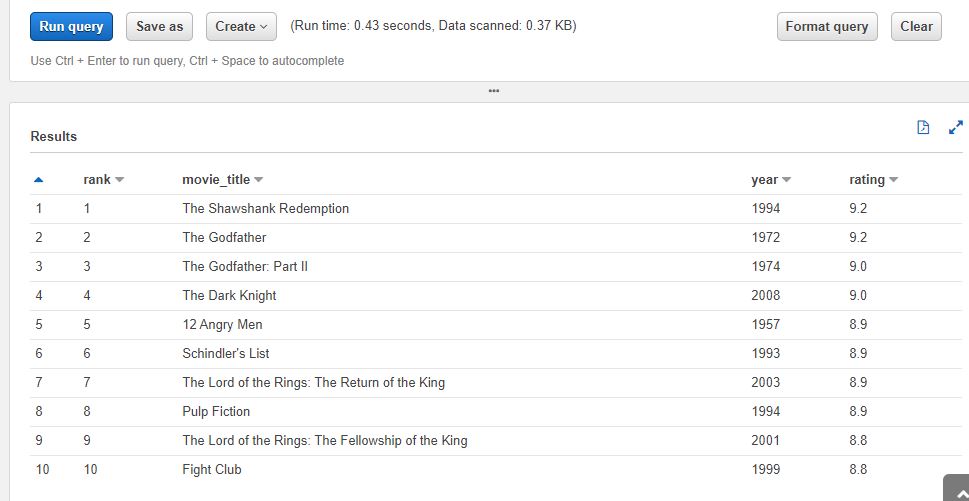 Run query Save as Create (Run time: 0.43 seconds, Data scanned: 0.37 KB) Format query Clear
Use Ctrl + Enter to run query, Ctrl + Space to autocomplete
Results
rank movie_title year rating
1 1 The Shawshank Redemption 1994 9.2
2 2 The Godfather 1972 9.2
3 3 The Godfather: Part II 1974 9.0
4 4 The Dark Knight 2008 9.0
5 5 12 Angry Men 1957 8.9
6 6 Schindler's List 1993 8.9
7 7 The Lord of the Rings: The Return of the King 2003 8.9
8 8 Pulp Fiction 1994 8.9
9 9 The Lord of the Rings: The Fellowship of the King 2001 8.8
10 10 Fight Club 1999 8.8